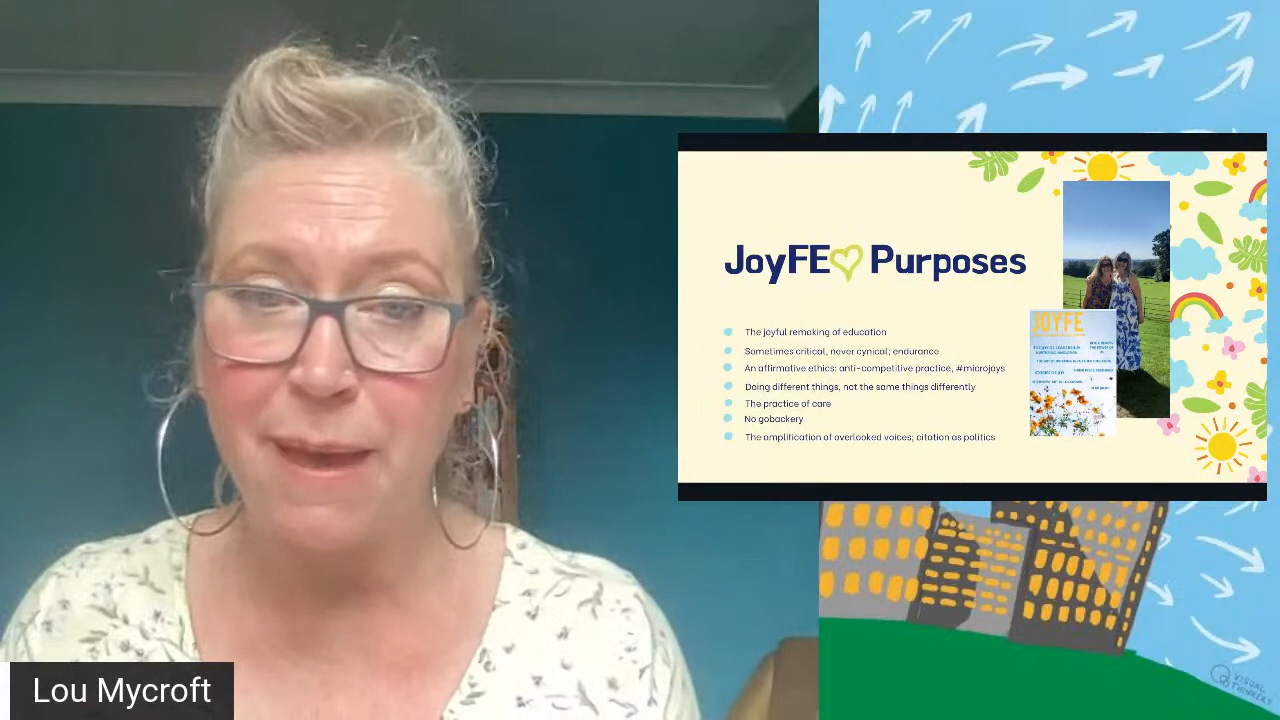 JoyFE Purposes
The joyful remaking of education
Sometimes critical, never cynical; endurance
An affirmative ethics: anti-competitive practice, #microjoys
Doing different things, not the same things differently
The practice of care
No gobackery
The amplification of overlooked voices; citation as politics
JOYFE
Lou Mycroft
VISUAL
THINKERY